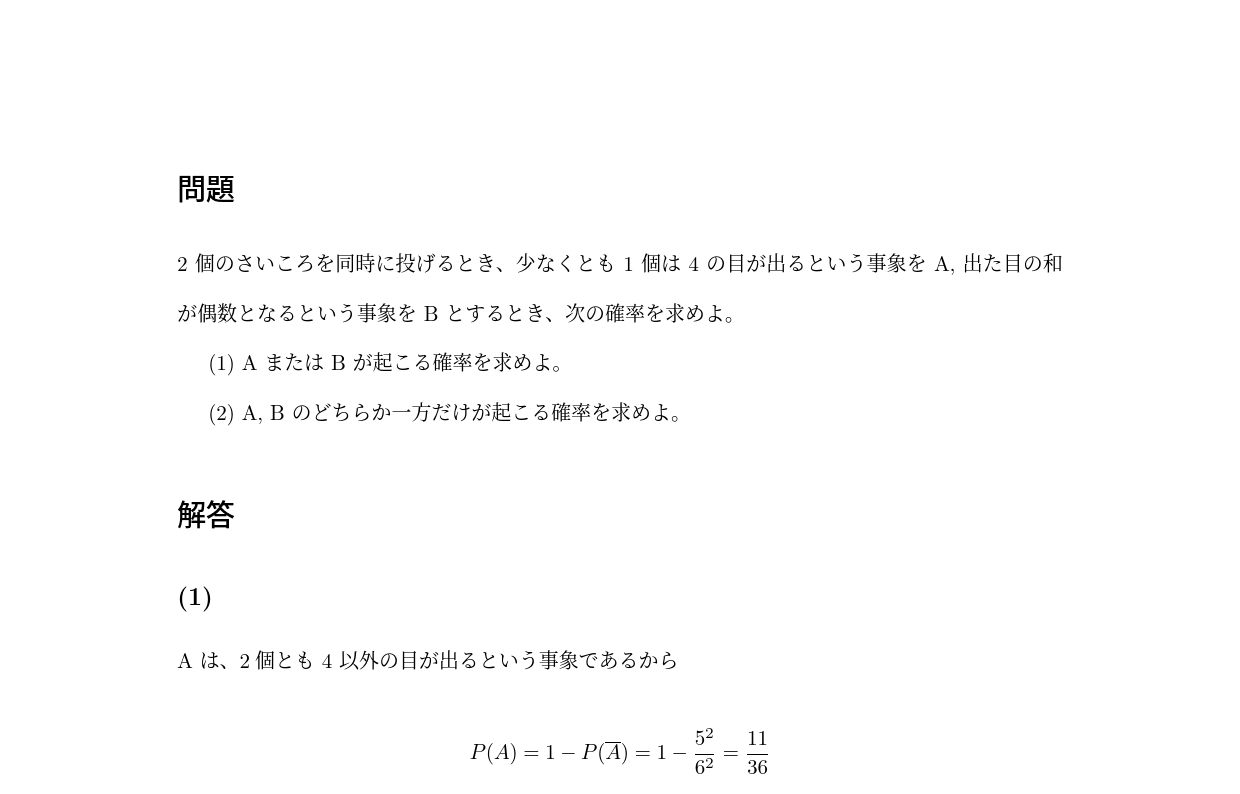 問題
2 個のさいころを同時に投げるとき、少なくとも 1 個は 4 の目が出るという事象を A, 出た目の和
が偶数となるという事象を B とするとき、次の確率を求めよ。
(1) A または B が起こる確率を求めよ。
(2) A, B のどちらか一方だけが起こる確率を求めよ。
解答
(1)
A は、2 個とも 4 以外の目が出るという事象であるから
$P(A) = 1 - P(\overline{A}) = 1 - \frac{5^2}{6^2} = \frac{11}{36}$